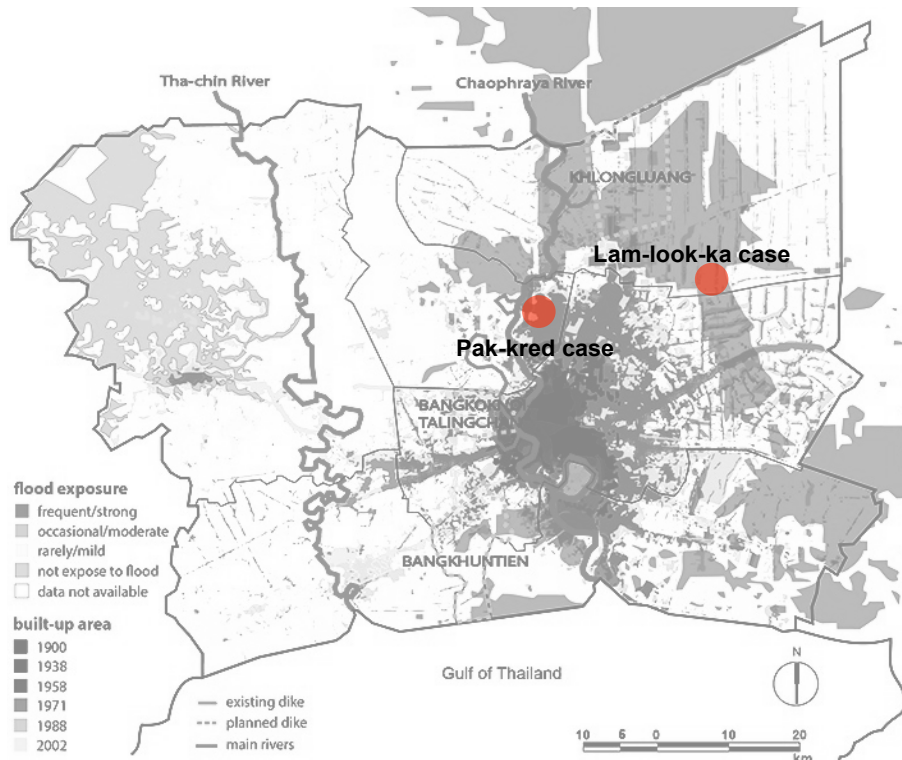 Tha-chin River
Chaophraya River
KHLONGLUANG
Lam-look-ka case
Pak-kred case
BANGKOKN
TALINGCHAN
flood exposure
frequent/strong
occasional/moderate
rarely/mild
not expose to flood
data not available
BANGKHUNTIEN
built-up area
1900
1938
1958
1971
1988
2002
existing dike
planned dike
main rivers
Gulf of Thailand
N
10 5 0 10 20
km